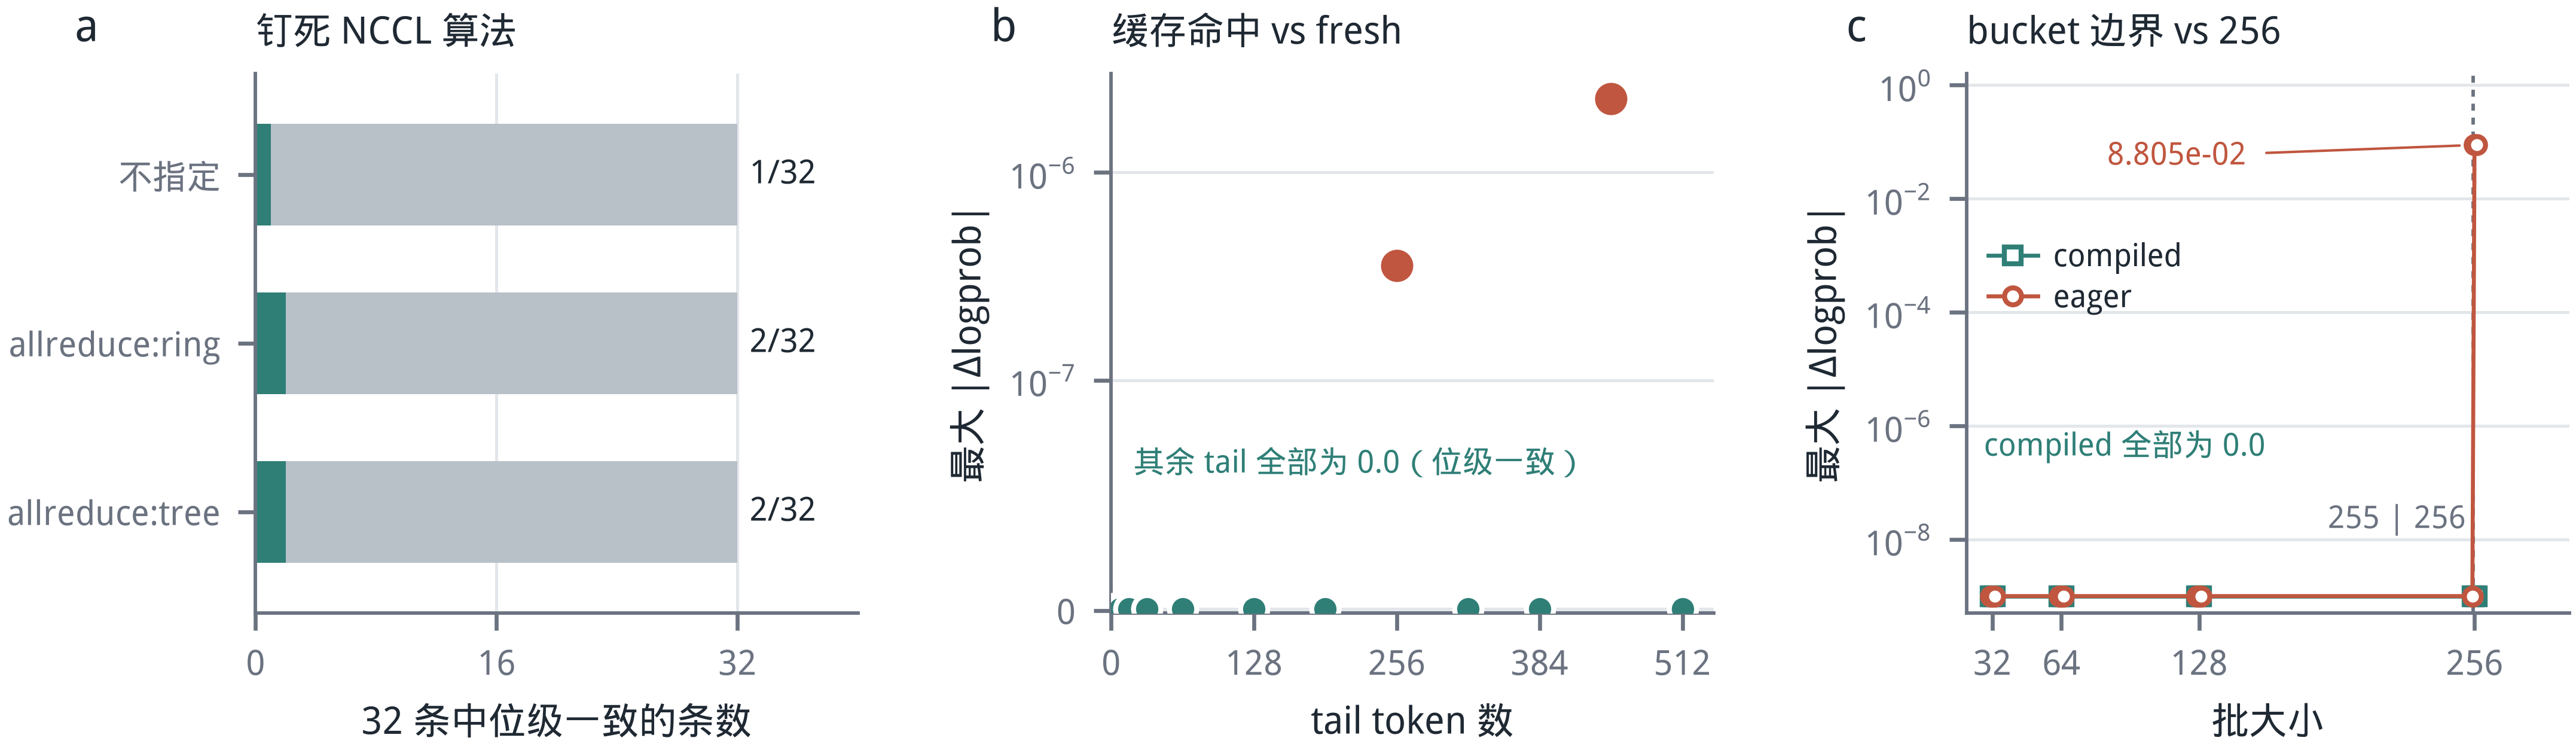 a
钉死 NCCL 算法
不指定
allreduce:ring
allreduce:tree
1/32
2/32
2/32
0
16
32
32 条中位级一致的条数
b
缓存命中 vs fresh
最大 |Δlogprob|
10⁻⁶
10⁻⁷
0
其余 tail 全部为 0.0（位级一致）
0
128
256
384
512
tail token 数
c
bucket 边界 vs 256
最大 |Δlogprob|
10⁰
10⁻²
10⁻⁴
10⁻⁶
10⁻⁸
8.805e-02
compiled
eager
compiled 全部为 0.0
255 | 256
32
64
128
256
批大小